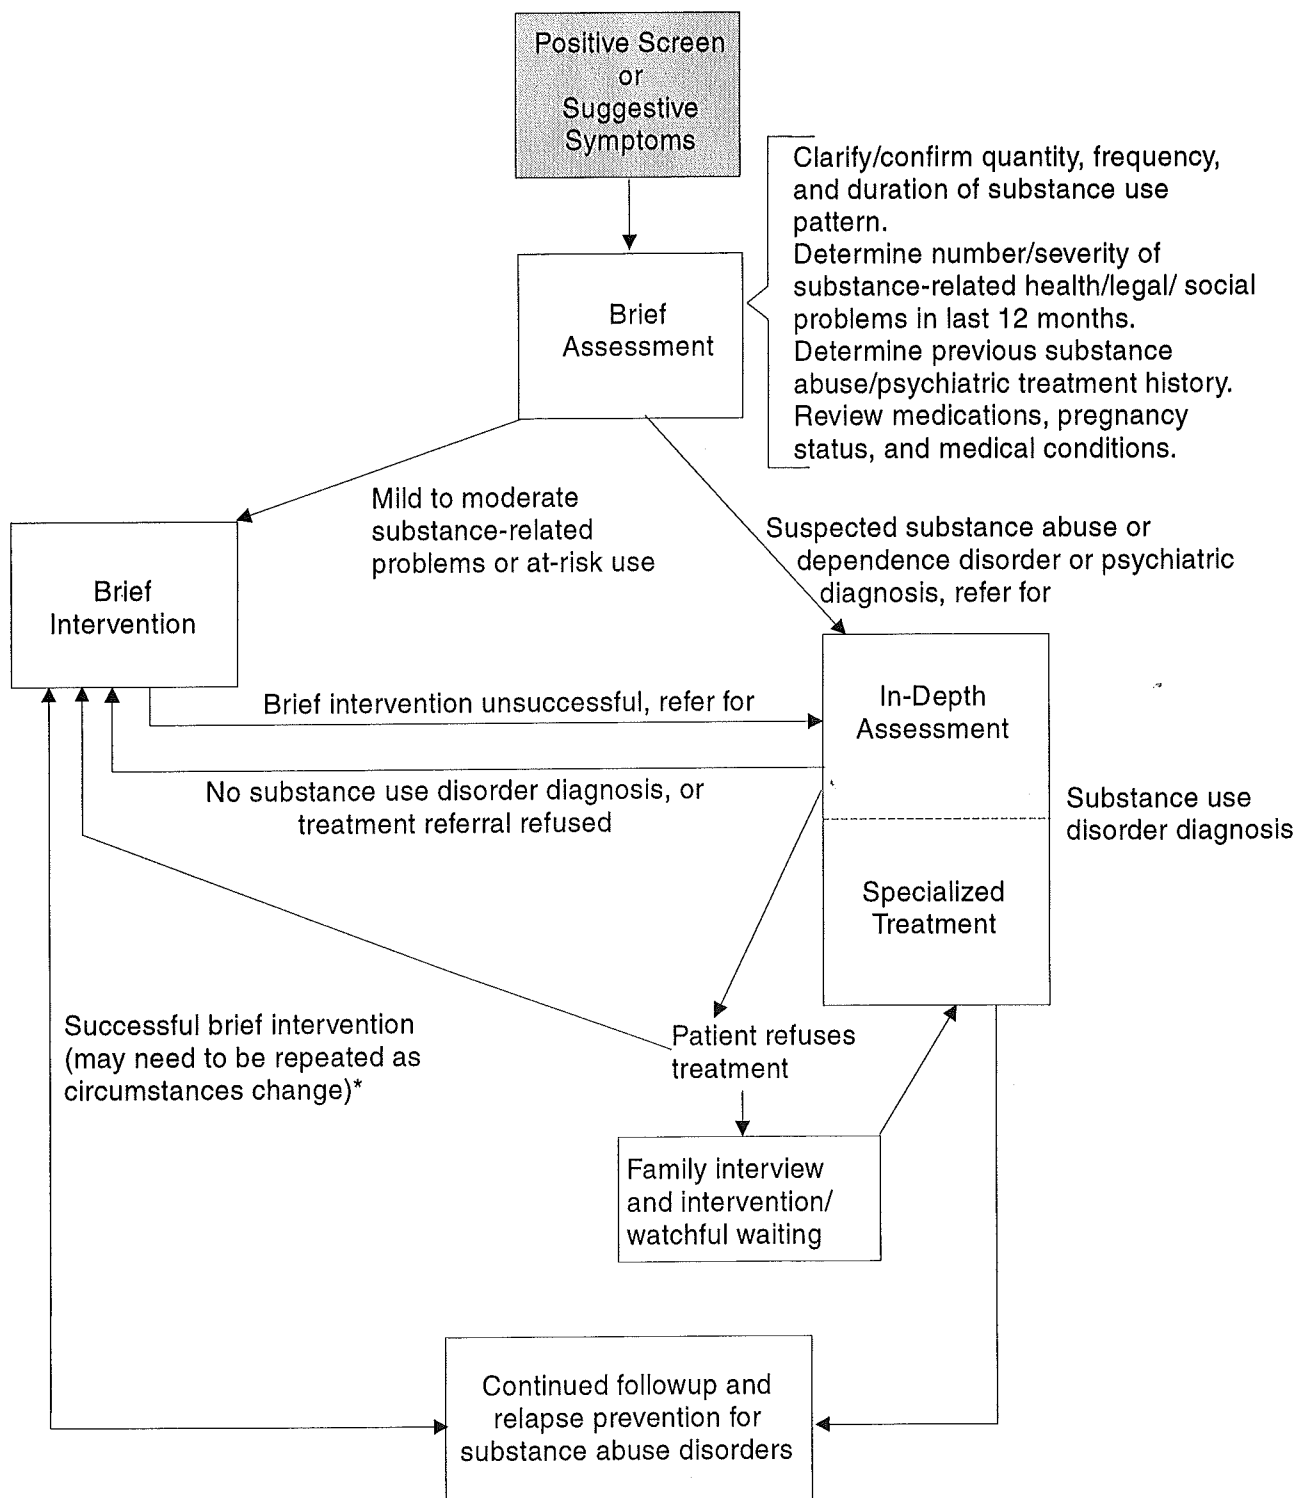 Positive Screen
or
Suggestive
Symptoms
Clarify/confirm quantity, frequency,
and duration of substance use
pattern.
Determine number/severity of
substance-related health/legal/ social
problems in last 12 months.
Determine previous substance
abuse/psychiatric treatment history.
Review medications, pregnancy
status, and medical conditions.
Brief
Assessment
Mild to moderate
substance-related
problems or at-risk use
Suspected substance abuse or
dependence disorder or psychiatric
diagnosis, refer for
Brief
Intervention
Brief intervention unsuccessful, refer for
In-Depth
Assessment
No substance use disorder diagnosis, or
treatment referral refused
Substance use
disorder diagnosis
Specialized
Treatment
Successful brief intervention
(may need to be repeated as
circumstances change)*
Patient refuses
treatment
Family interview
and intervention/
watchful waiting
Continued followup and
relapse prevention for
substance abuse disorders